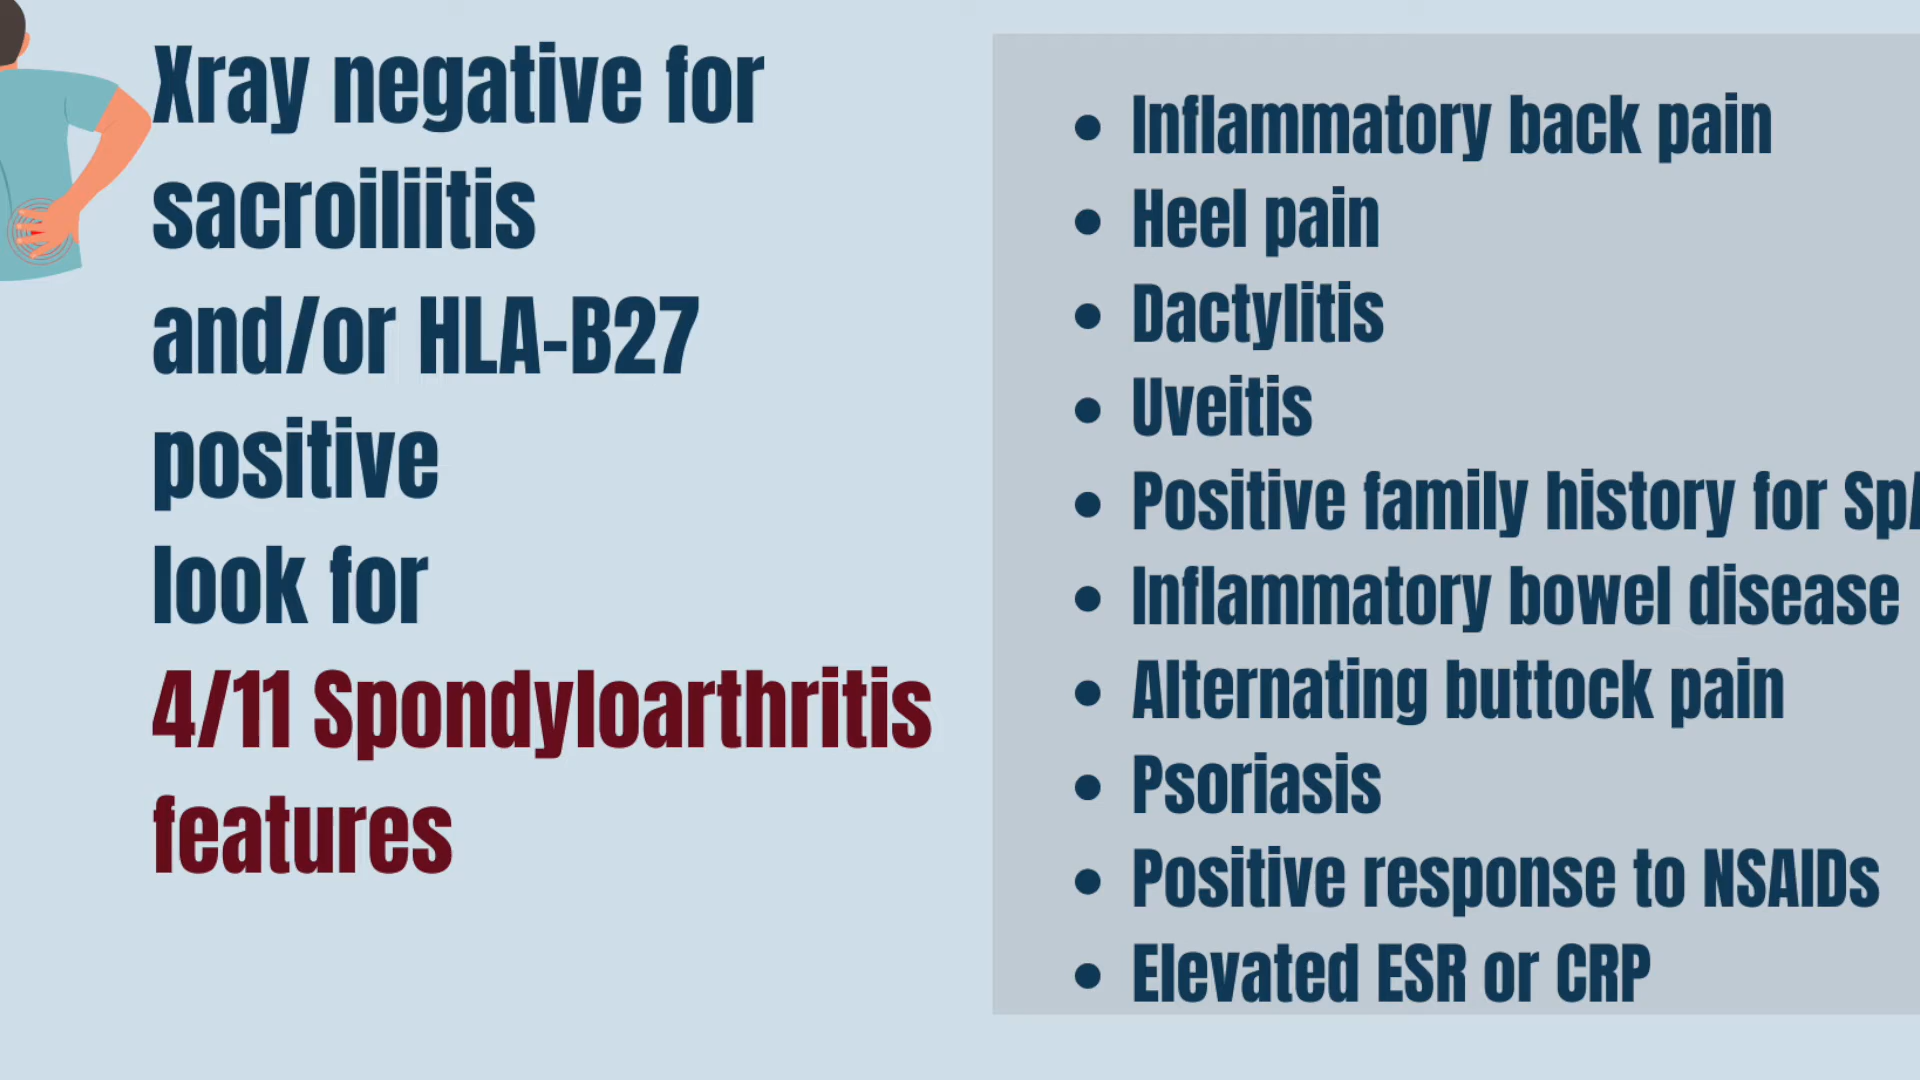 Xray negative for
sacroiliitis
and/or HLA-B27
positive
look for
4/11 Spondyloarthritis
features
• Inflammatory back pain
• Heel pain
• Dactylitis
• Uveitis
• Positive family history for SpA
• Inflammatory bowel disease
• Alternating buttock pain
• Psoriasis
• Positive response to NSAIDs
• Elevated ESR or CRP